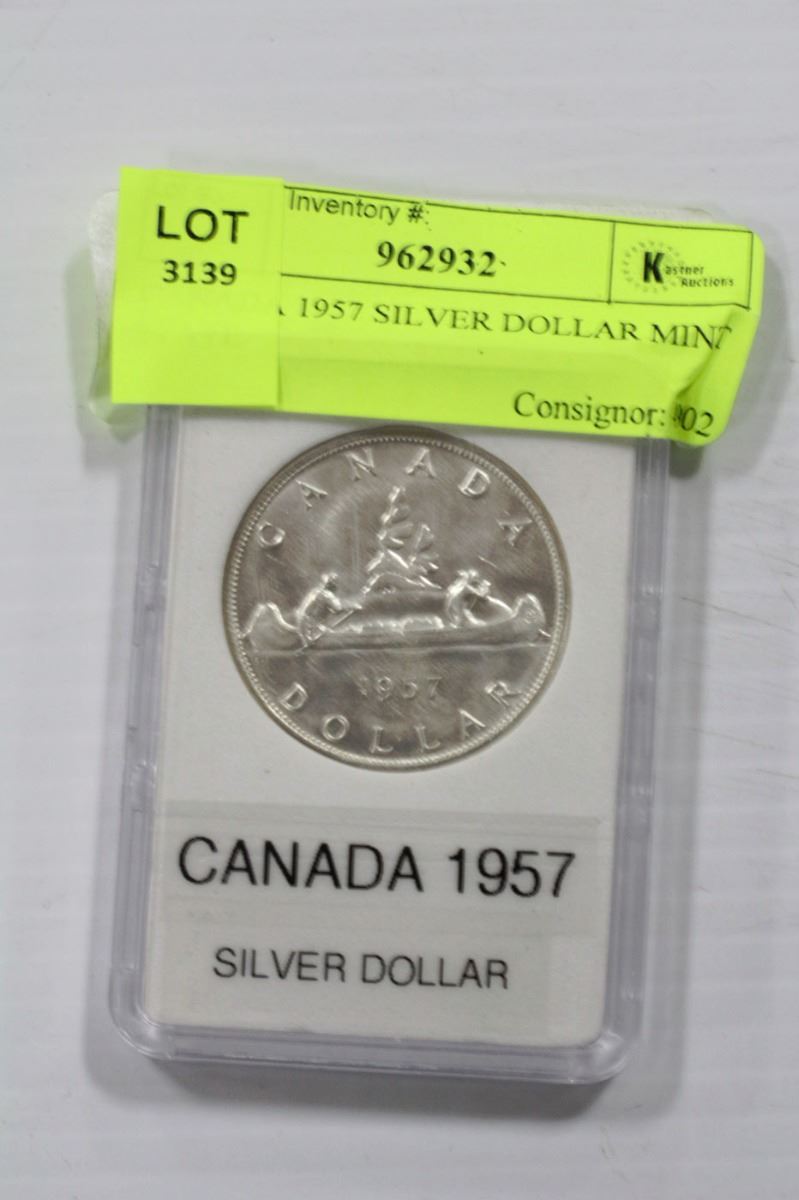 LOT
3139
Inventory #:
962932
Kastner
Auctions
1957 SILVER DOLLAR MINT
Consignor:
CANADA
1957
DOLLAR
CANADA 1957
SILVER DOLLAR